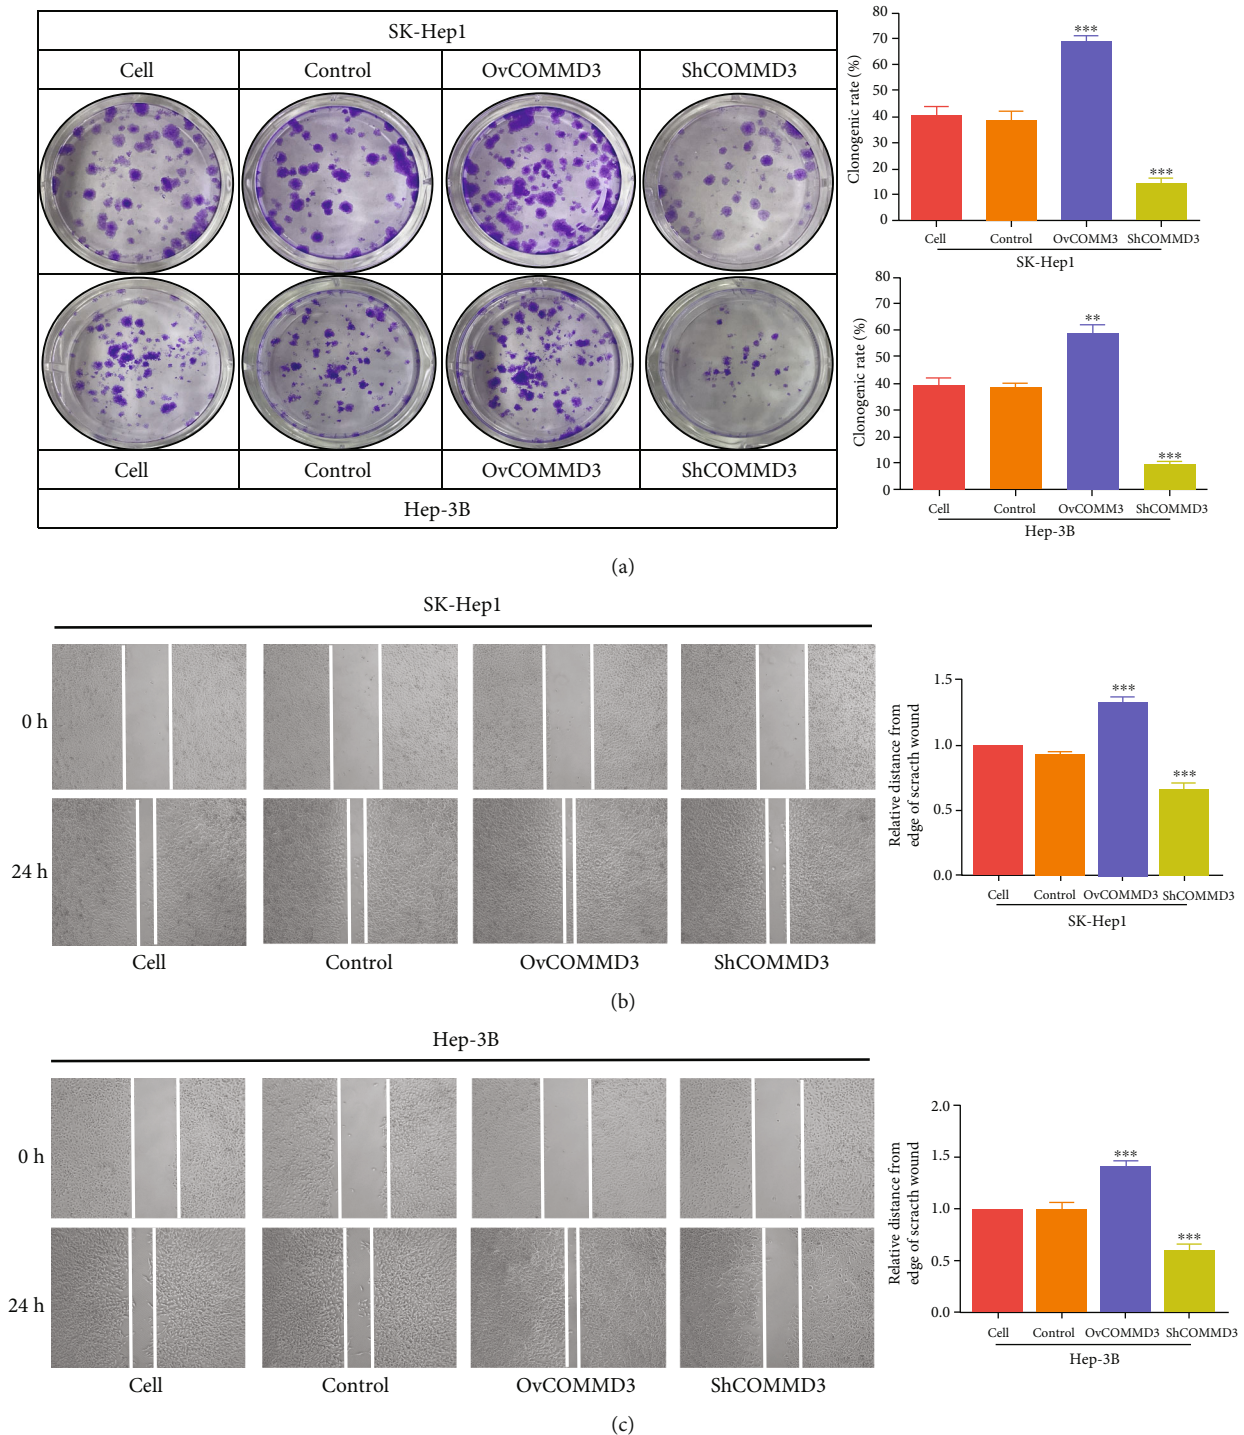 SK-Hep1
Cell Control OvCOMMD3 ShCOMMD3
Cell Control OvCOMMD3 ShCOMMD3
Hep-3B
Clonogenic rate (%)
80
70
60
50
40
30
20
10
0
***
***
Cell Control OvCOMM3 ShCOMMD3
SK-Hep1
Clonogenic rate (%)
80
70
60
50
40
30
20
10
0
**
***
Cell Control OvCOMM3 ShCOMMD3
Hep-3B
(a)
SK-Hep1
0 h
24 h
Cell Control OvCOMMD3 ShCOMMD3
Relative distance from
edge of scracth wound
1.5
1.0
0.5
0.0
***
***
Cell Control OvCOMMD3 ShCOMMD3
SK-Hep1
(b)
Hep-3B
0 h
24 h
Cell Control OvCOMMD3 ShCOMMD3
Relative distance from
edge of scracth wound
2.0
1.5
1.0
0.5
0.0
***
***
Cell Control OvCOMMD3 ShCOMMD3
Hep-3B
(c)